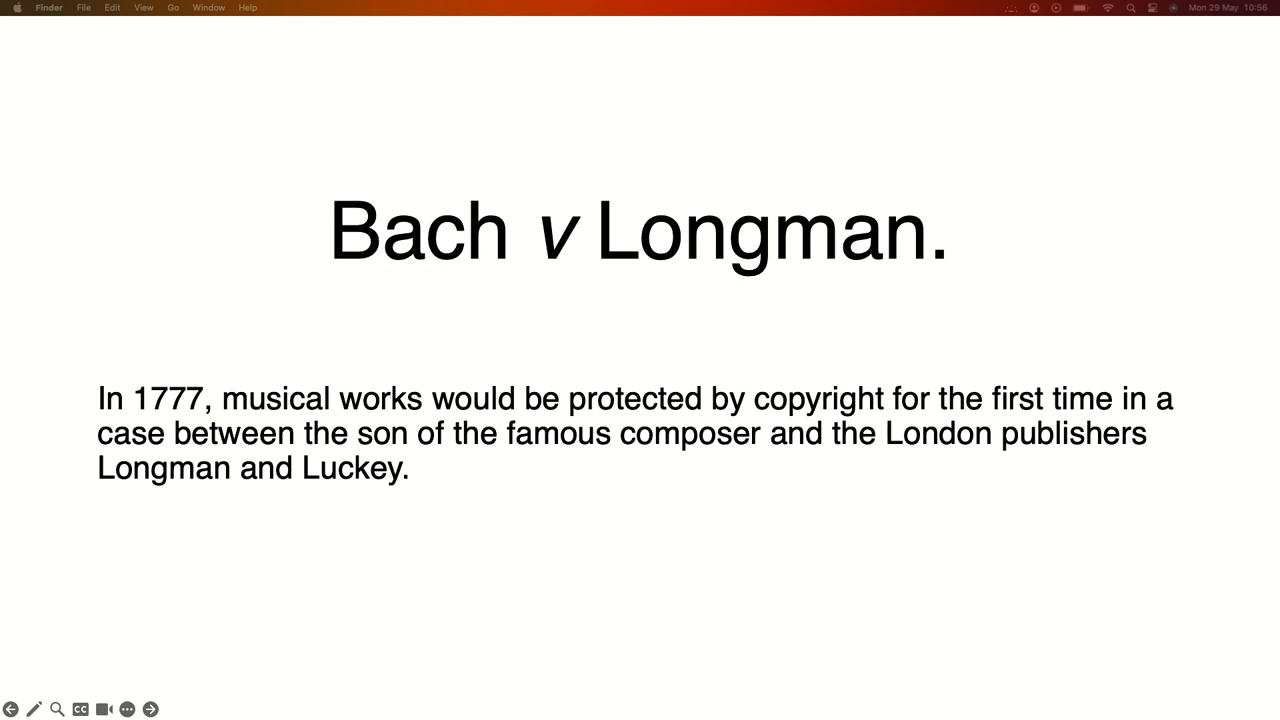 Finder File Edit View Go Window Help Mon 29 May 10:56
Bach v Longman.
In 1777, musical works would be protected by copyright for the first time in a
case between the son of the famous composer and the London publishers
Longman and Luckey.
CC